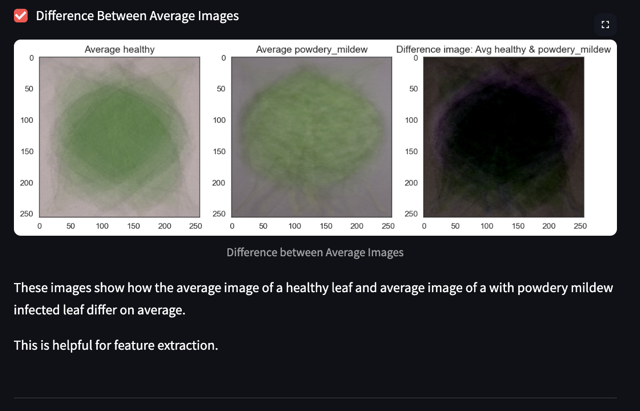 Difference Between Average Images
Average healthy
Average powdery_mildew
Difference image: Avg healthy & powdery_mildew
0
50
100
150
200
250
0 50 100 150 200 250
0
50
100
150
200
250
0 50 100 150 200 250
0
50
100
150
200
250
0 50 100 150 200 250
Difference between Average Images
These images show how the average image of a healthy leaf and average image of a with powdery mildew
infected leaf differ on average.
This is helpful for feature extraction.